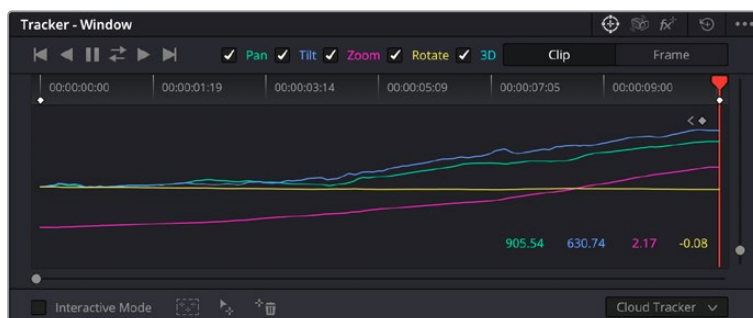 Tracker - Window
Pan Tilt Zoom Rotate 3D Clip Frame
00:00:00:00 00:00:01:19 00:00:03:14 00:00:05:09 00:00:07:05 00:00:09:00
905.54 630.74 2.17 -0.08
Interactive Mode Cloud Tracker